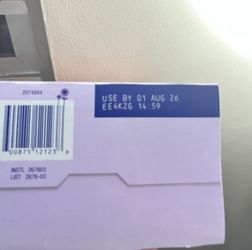 2074884
USE BY 01 AUG 26
EE4KZG 14:59
00875 12123
INSTL 267603
LIST 2676-03